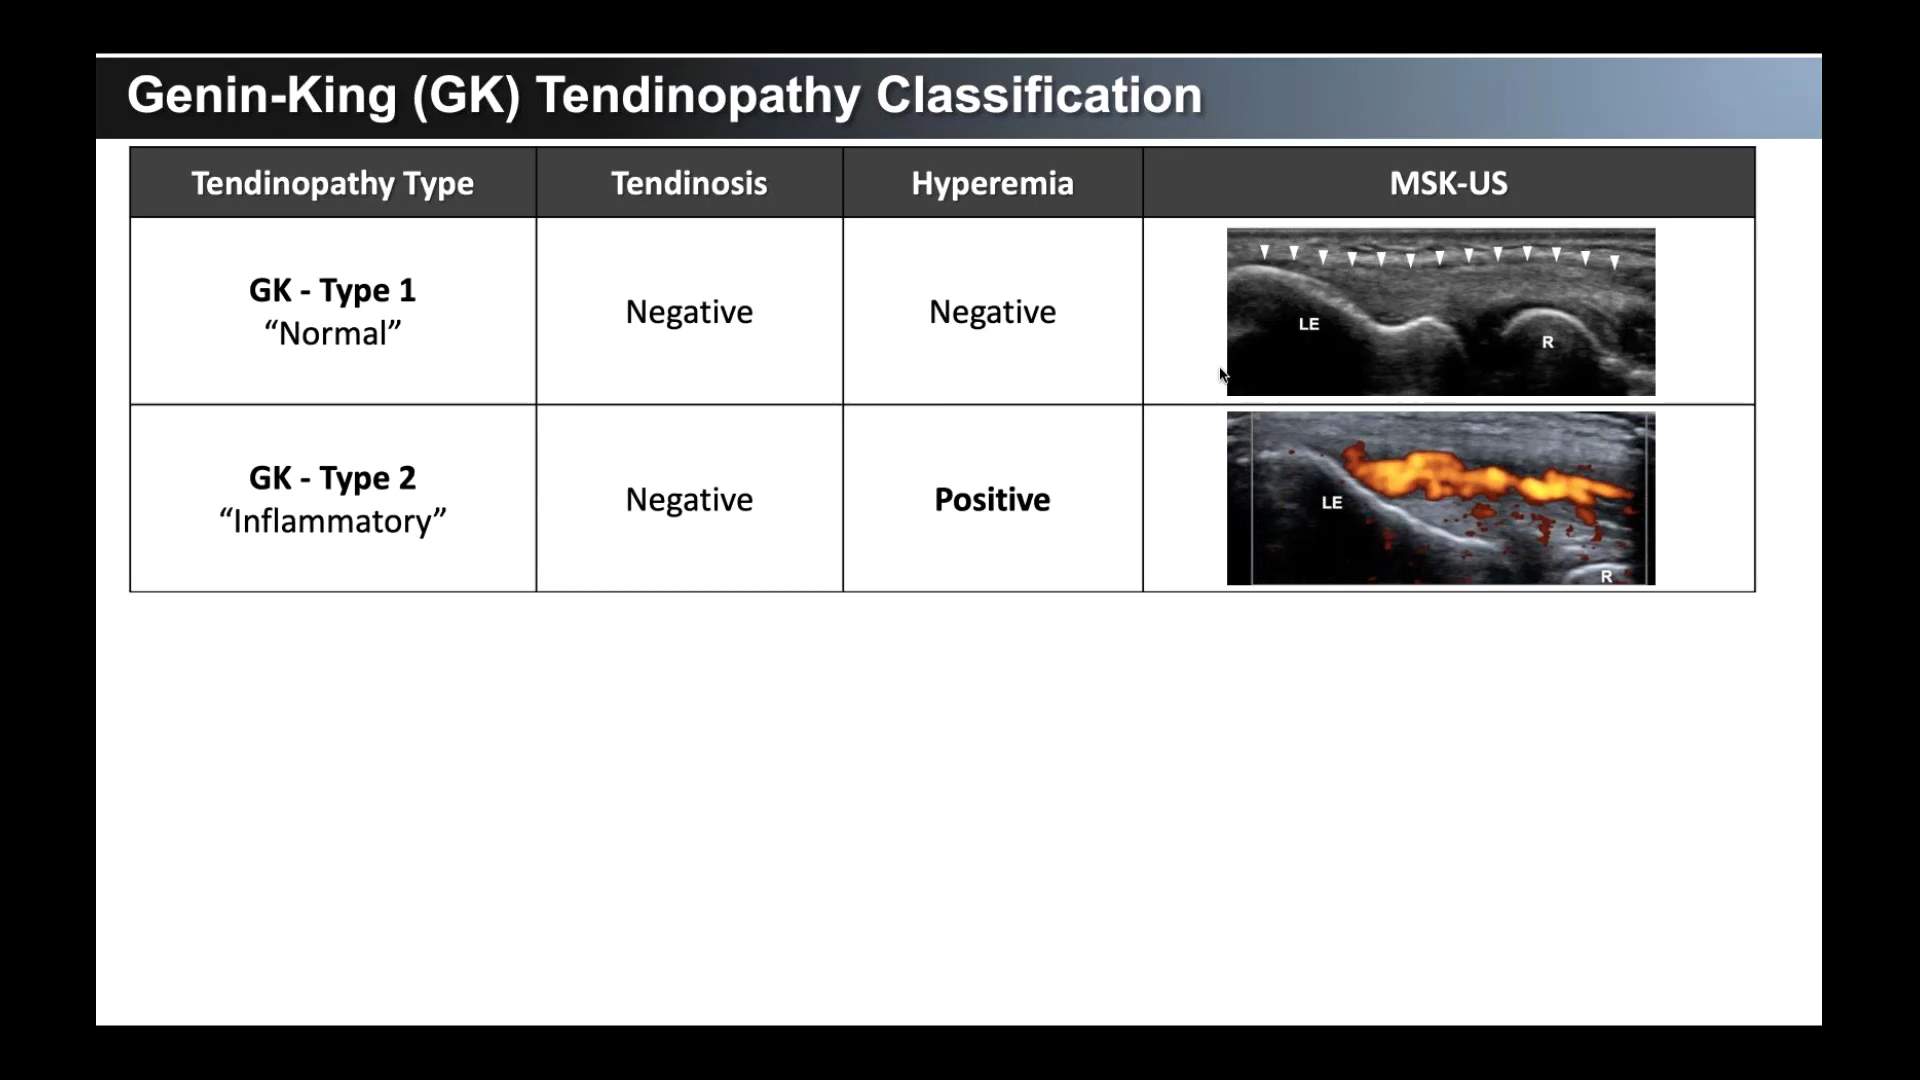 Genin-King (GK) Tendinopathy Classification
Tendinopathy Type
Tendinosis
Hyperemia
MSK-US
GK - Type 1
“Normal”
Negative
Negative
LE
R
GK - Type 2
“Inflammatory”
Negative
Positive
LE
R